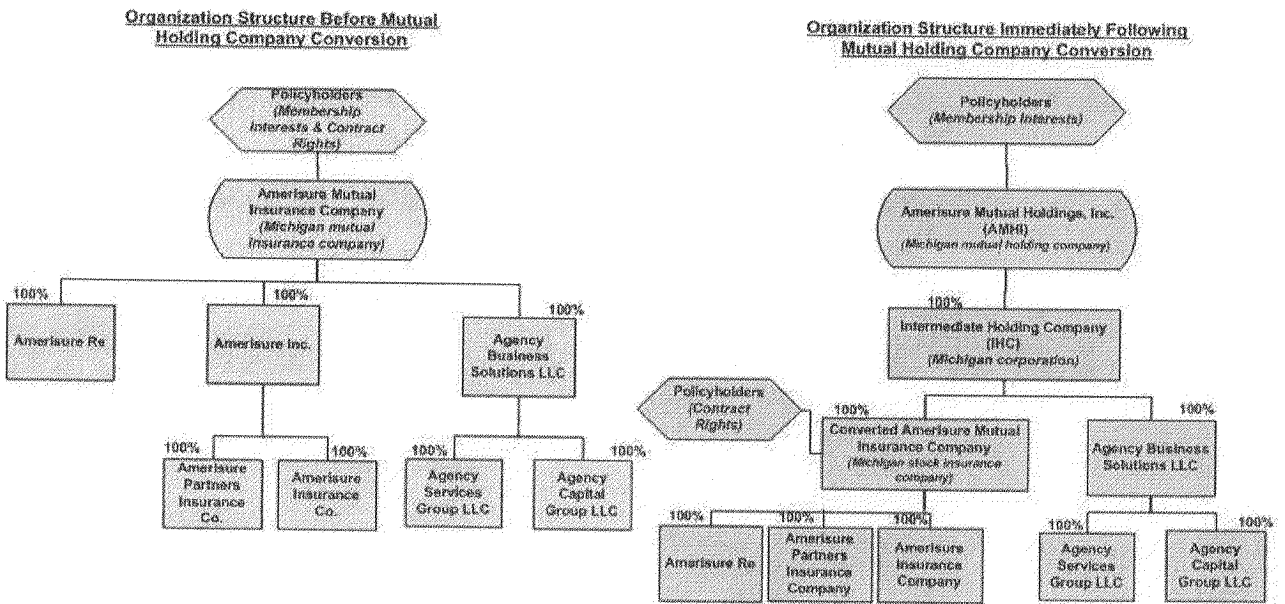 Organization Structure Before Mutual
Holding Company Conversion
Policyholders
(Membership
Interests & Contract
Rights)
Amerisure Mutual
Insurance Company
(Michigan mutual
insurance company)
100%
100%
100%
Amerisure Re
Amerisure Inc.
Agency
Business
Solutions LLC
100%
100%
100%
100%
Amerisure
Partners
Insurance
Co.
Amerisure
Insurance
Co.
Agency
Services
Group LLC
Agency
Capital
Group LLC
Organization Structure Immediately Following
Mutual Holding Company Conversion
Policyholders
(Membership Interests)
Amerisure Mutual Holdings, Inc.
(AMHI)
(Michigan mutual holding company)
100%
Intermediate Holding Company
(IHC)
(Michigan corporation)
Policyholders
(Contract
Rights)
100%
100%
Converted Amerisure Mutual
Insurance Company
(Michigan stock insurance
company)
Agency Business
Solutions LLC
100%
100%
100%
100%
100%
Amerisure Re
Amerisure
Partners
Insurance
Company
Amerisure
Insurance
Company
Agency
Services
Group LLC
Agency
Capital
Group LLC